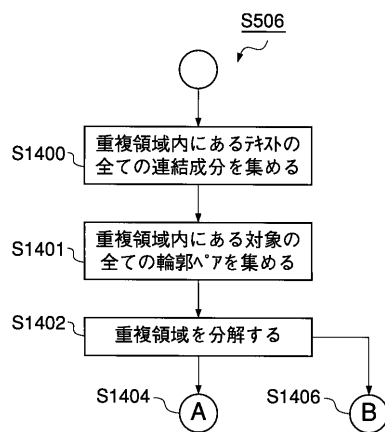 S506
S1400
重複領域内にあるテキストの
全ての連結成分を集める
S1401
重複領域内にある対象の
全ての輪郭ペアを集める
S1402
重複領域を分解する
S1404
A
S1406
B